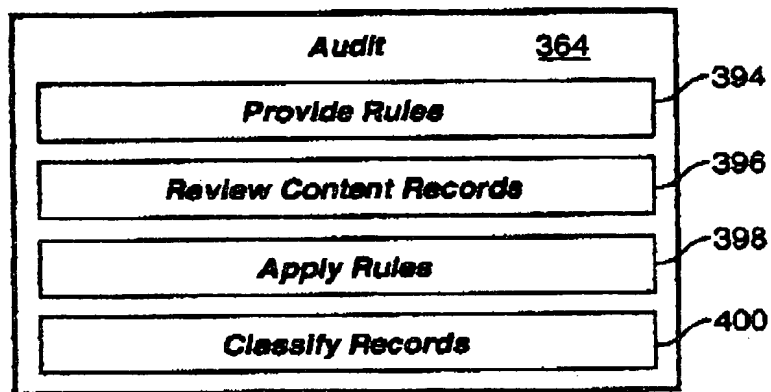 Audit 364
Provide Rules 394
Review Content Records 396
Apply Rules 398
Classify Records 400